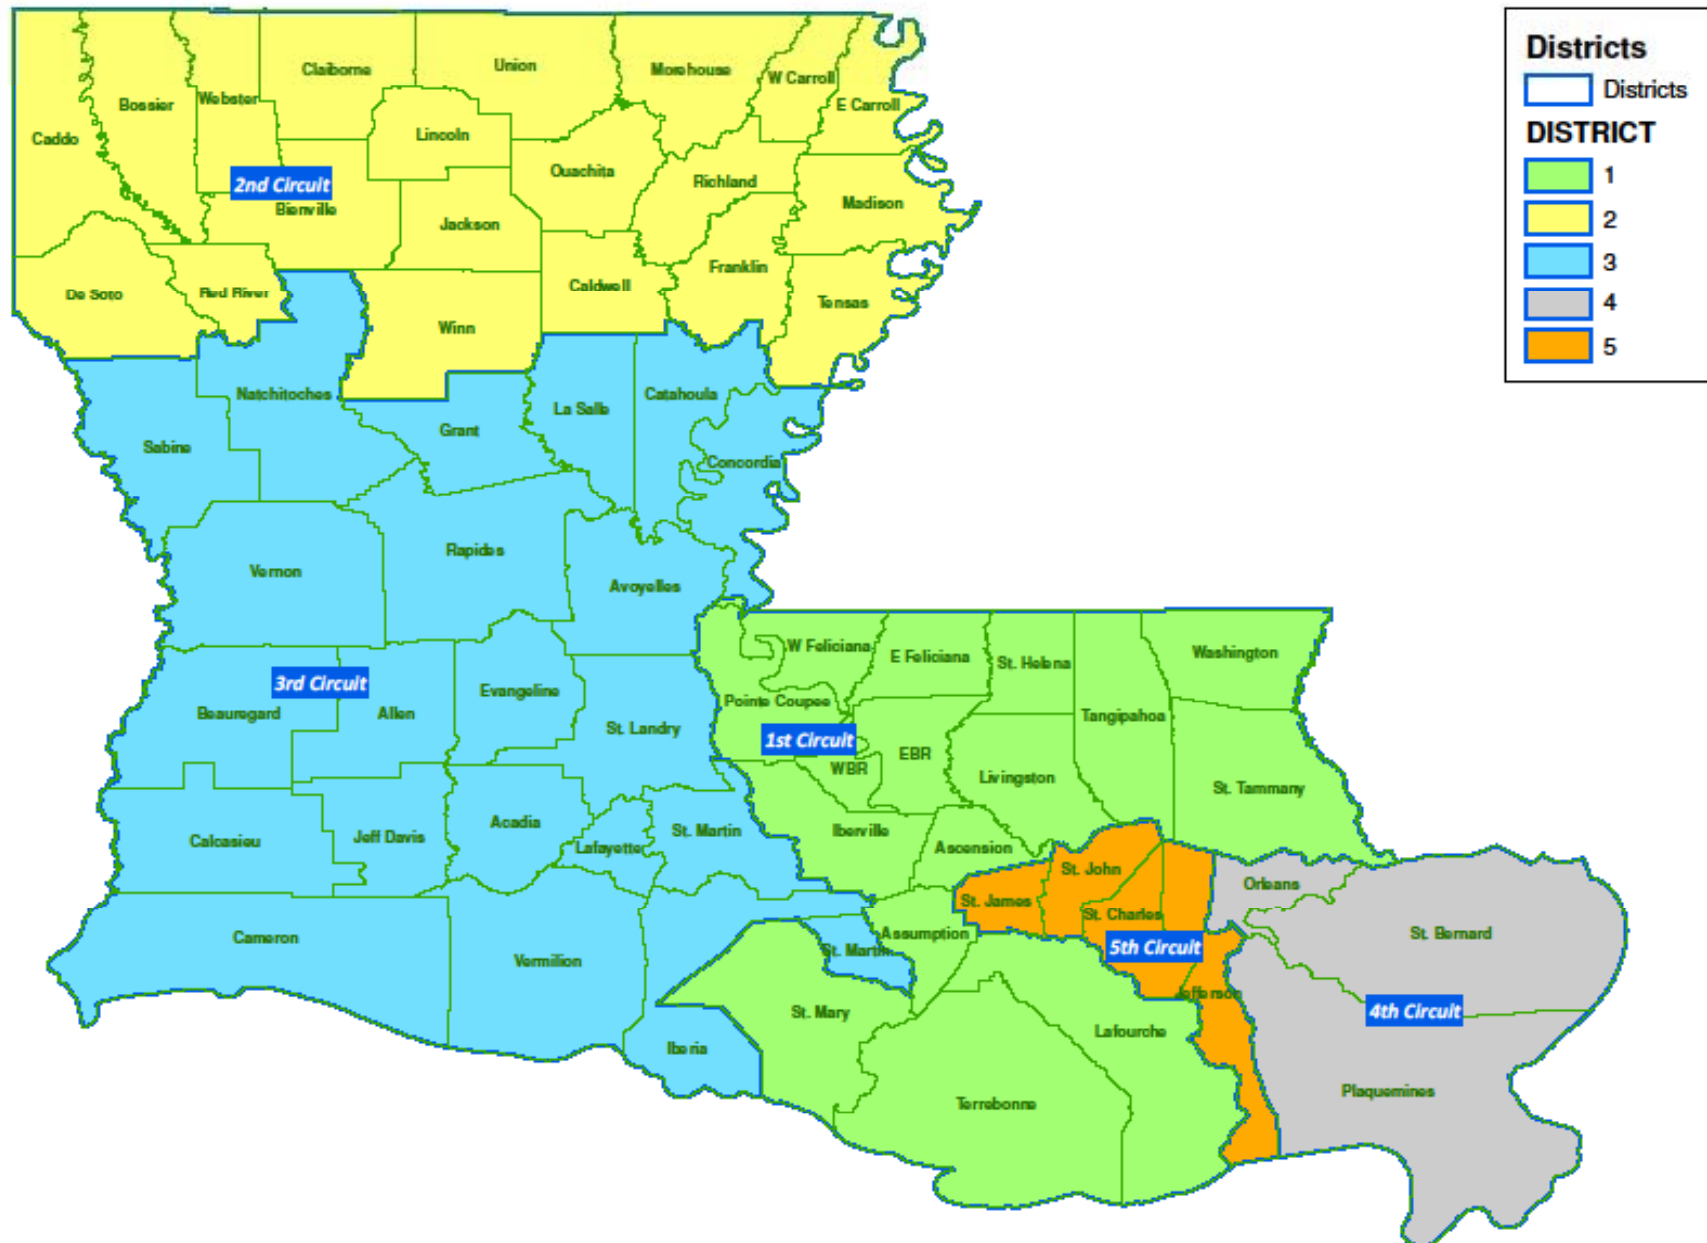 Districts
Districts
DISTRICT
1
2
3
4
5
Claiborne
Union
Morehouse
W Carroll
E Carroll
Webster
Bossier
Caddo
Lincoln
Ouachita
Richland
Madison
2nd Circuit
Bienville
Jackson
Franklin
De Soto
Red River
Caldwell
Tensas
Winn
Natchitoches
La Salle
Catahoula
Grant
Sabine
Concordia
Rapides
Vernon
Avoyelles
W Feliciana
E Feliciana
St. Helena
Washington
3rd Circuit
Evangeline
Beauregard
Allen
St. Landry
Pointe Coupee
Tangipahoa
1st Circuit
WBR
EBR
Livingston
St. Tammany
Calcasieu
Jeff Davis
Acadia
Lafayette
St. Martin
Iberville
Ascension
St. John
St. James
St. Charles
Orleans
Cameron
Vermilion
St. Martin
Assumption
5th Circuit
St. Bernard
Jefferson
St. Mary
Lafourche
4th Circuit
Iberia
Terrebonne
Plaquemines